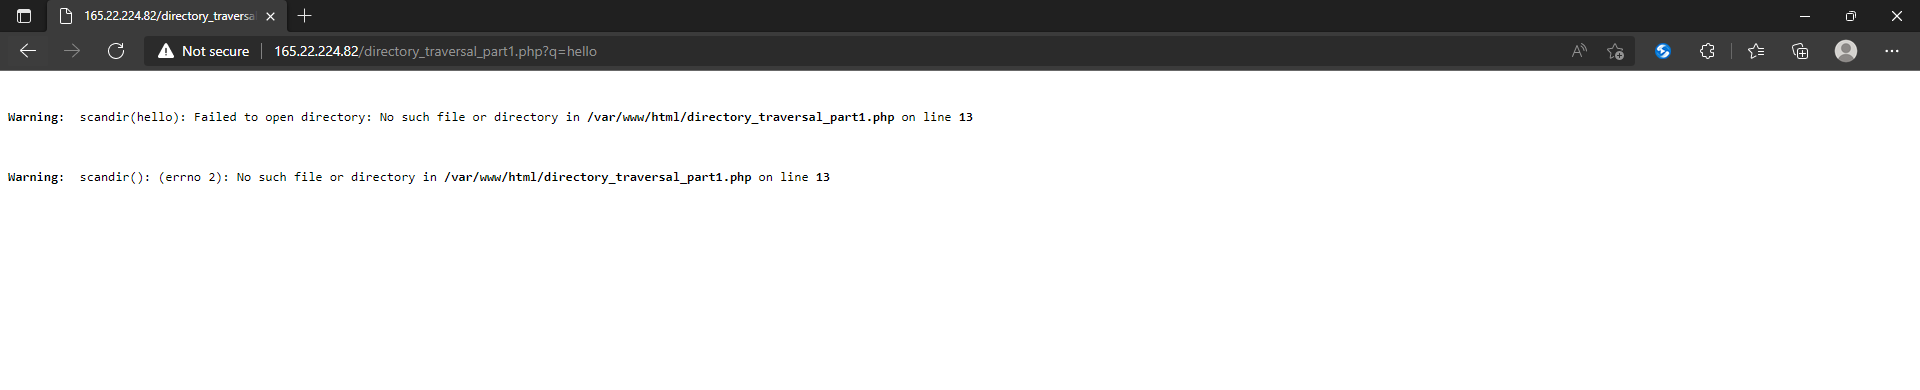 165.22.224.82/directory_traversa
Not secure
165.22.224.82/directory_traversal_part1.php?q=hello
Warning:  scandir(hello): Failed to open directory: No such file or directory in /var/www/html/directory_traversal_part1.php on line 13
Warning:  scandir(): (errno 2): No such file or directory in /var/www/html/directory_traversal_part1.php on line 13